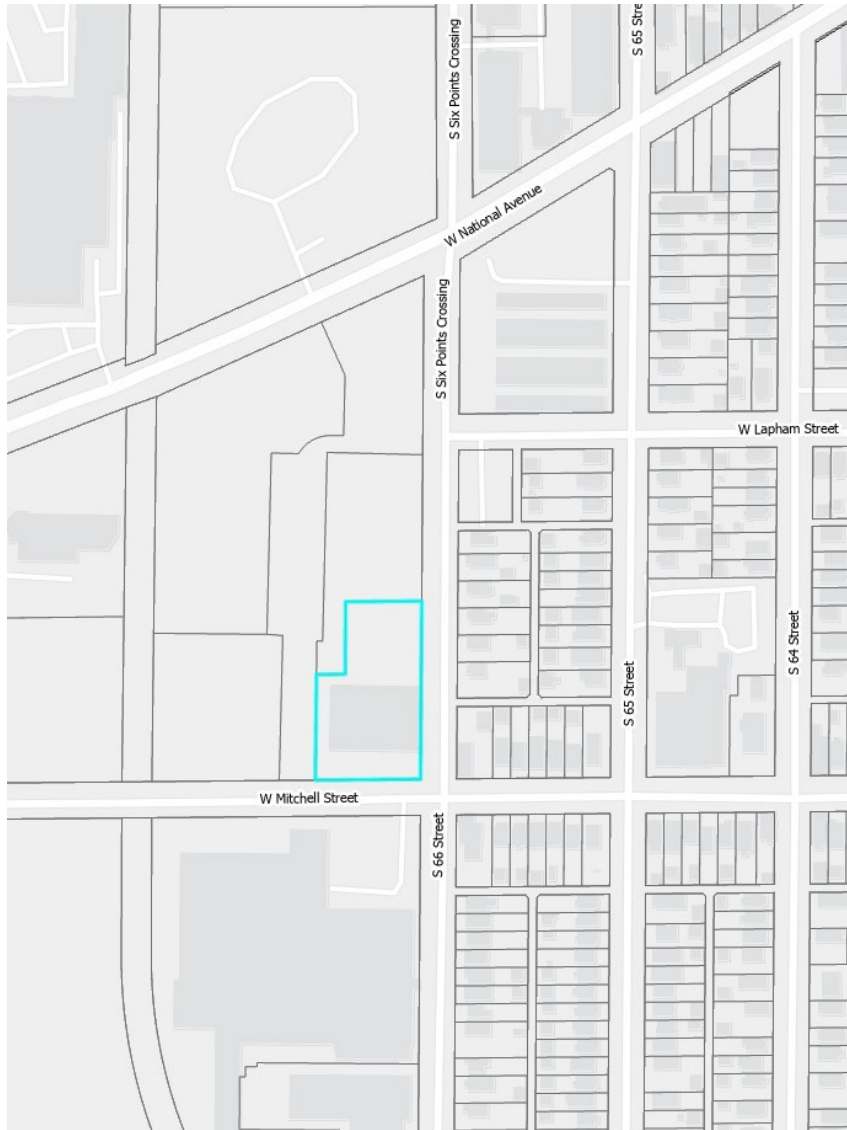 S Six Points Crossing
S 65 Stree
W National Avenue
S Six Points Crossing
W Lapham Street
S 64 Street
S 65 Street
W Mitchell Street
S 66 Street